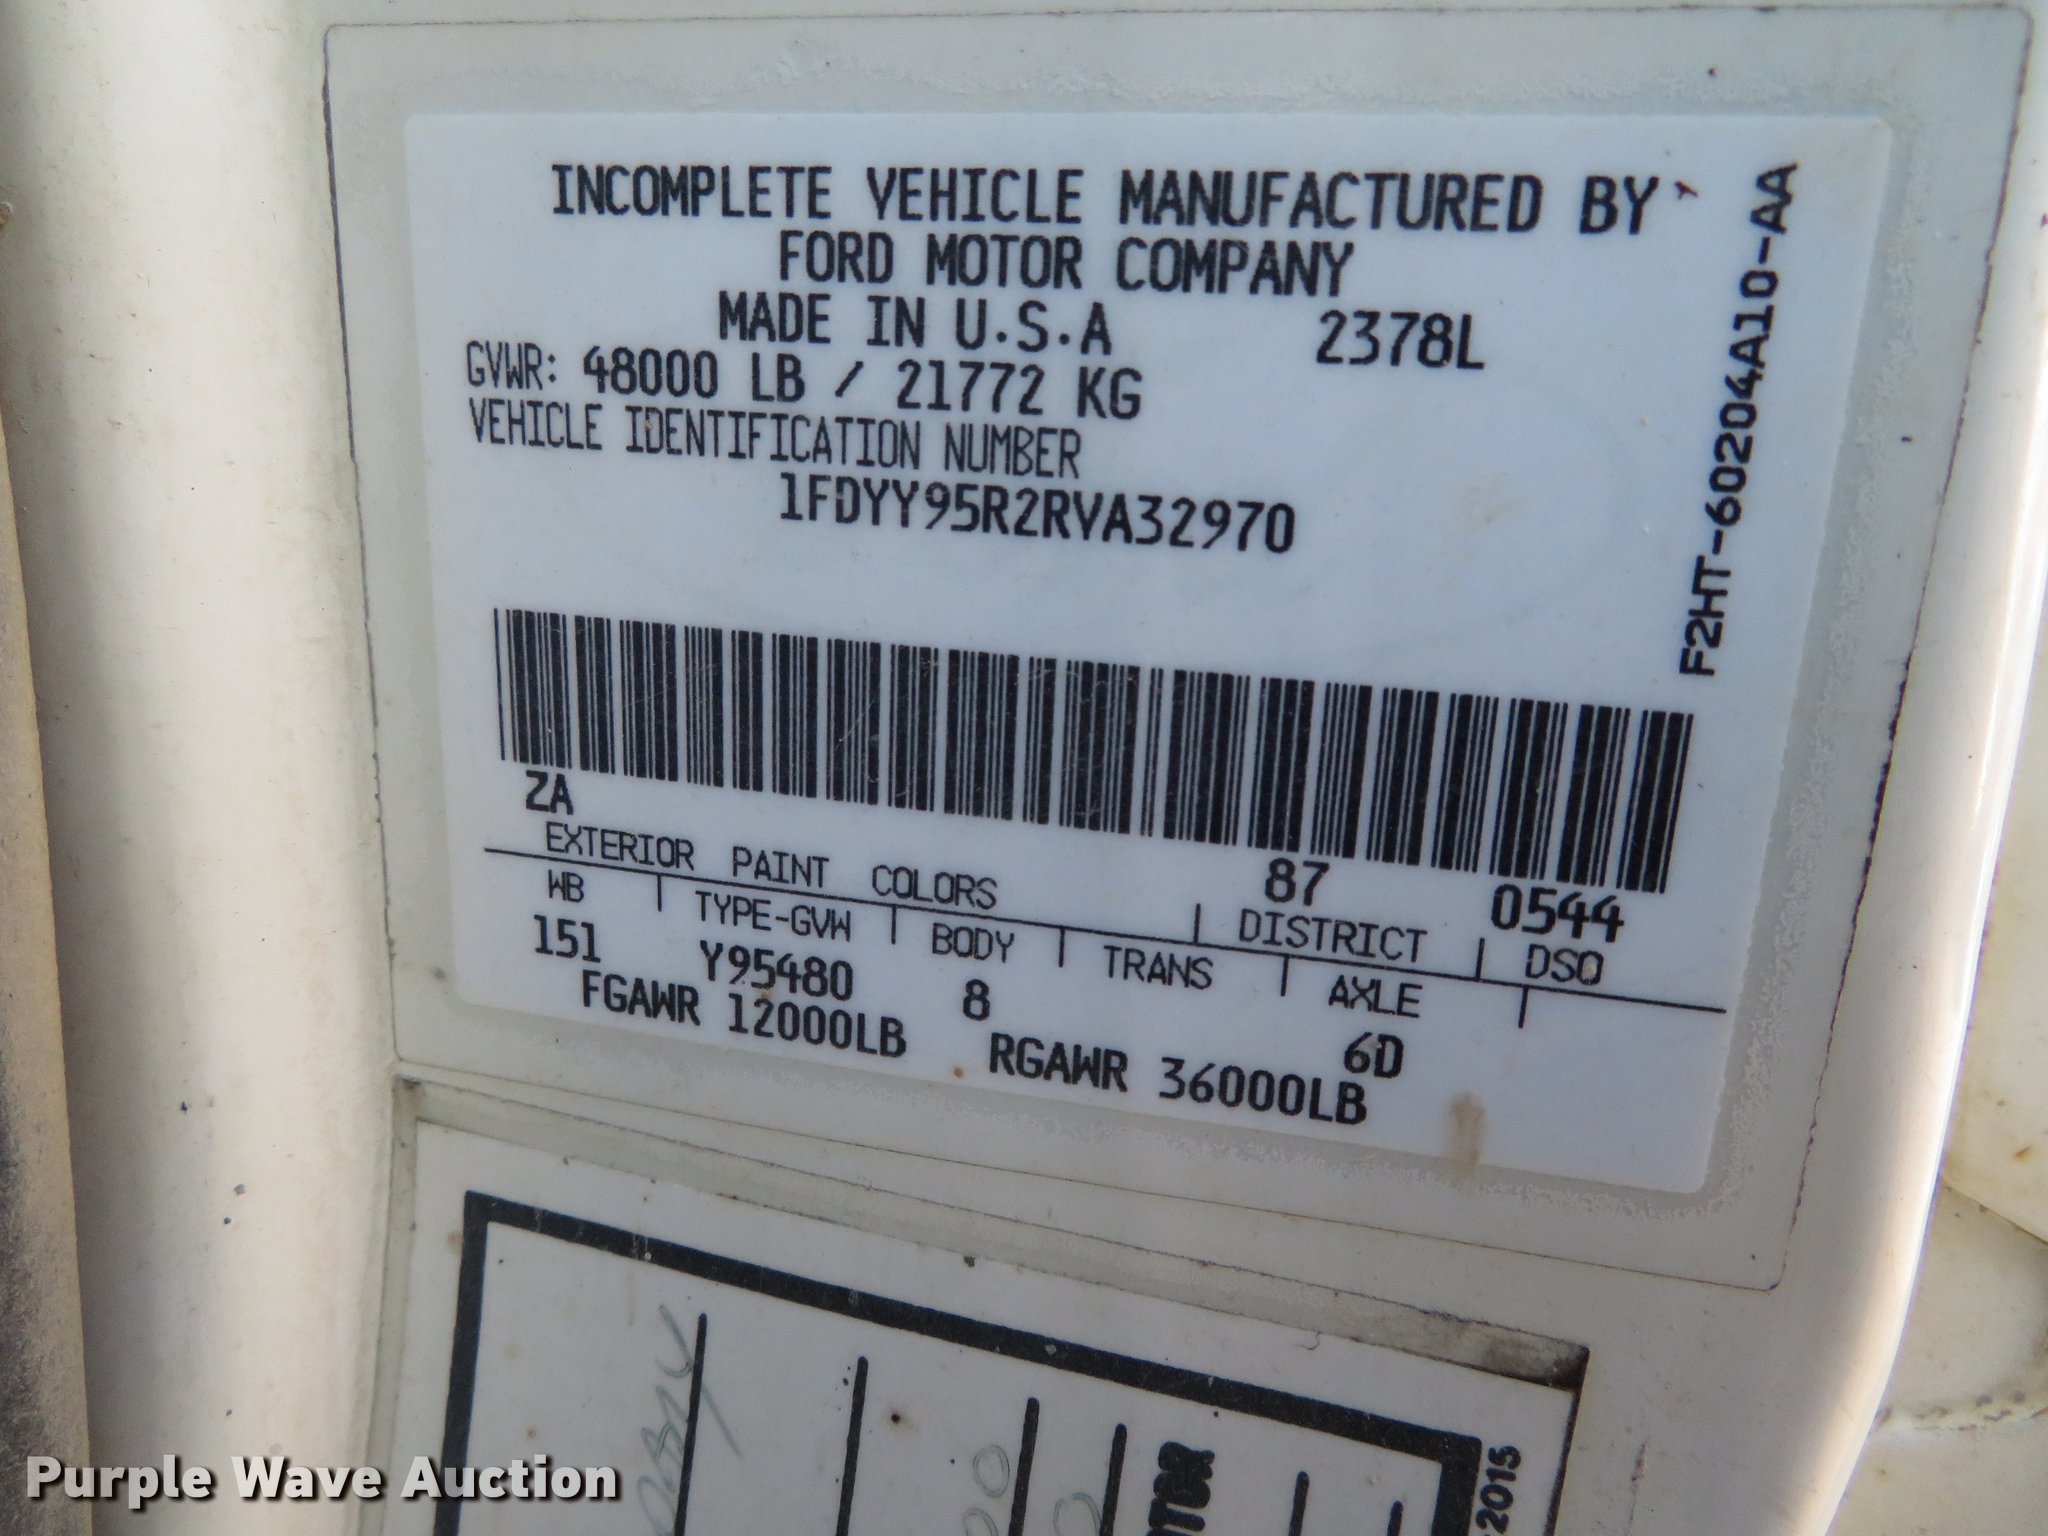 INCOMPLETE VEHICLE MANUFACTURED BY
FORD MOTOR COMPANY
MADE IN U.S.A 2378L
GVWR: 48000 LB / 21772 KG
VEHICLE IDENTIFICATION NUMBER
1FDYY95R2RVA32970
F2HT-60204A10-AA
ZA 87 0544
EXTERIOR PAINT COLORS DISTRICT DSO
WB TYPE-GVW BODY TRANS AXLE
151 Y95480 8 6D
FGAWR 12000LB RGAWR 36000LB
2015
Purple Wave Auction